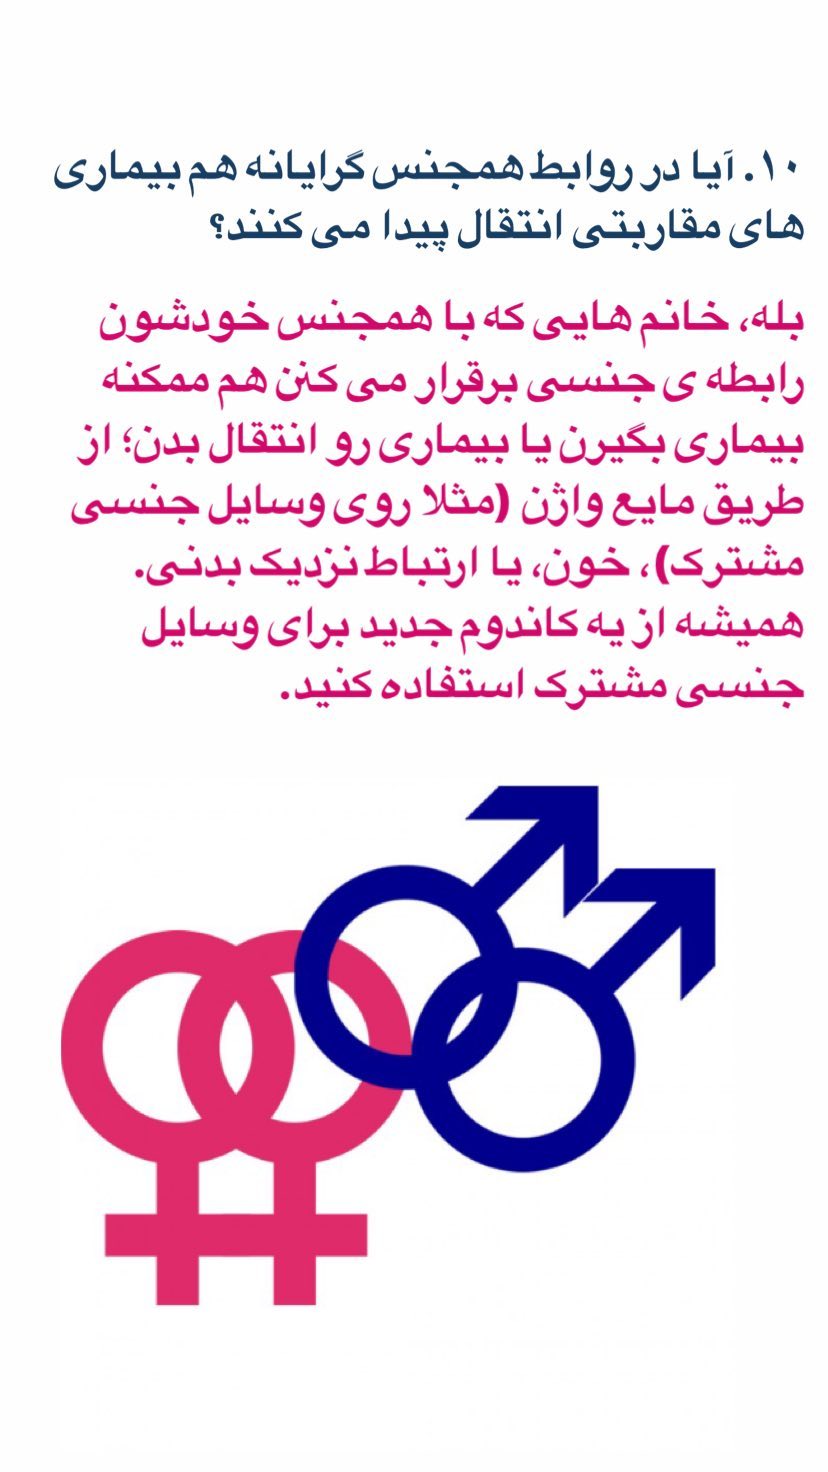 ۱۰. آیا در روابط همجنس گرایانه هم بیماری
های مقاربتی انتقال پیدا می کنند؟
بله، خانم هایی که با همجنس خودشون
رابطه ی جنسی برقرار می کنن هم ممکنه
بیماری بگیرن یا بیماری رو انتقال بدن؛ از
طریق مایع واژن (مثلا روی وسایل جنسی
مشترک)، خون، یا ارتباط نزدیک بدنی.
همیشه از یه کاندوم جدید برای وسایل
جنسی مشترک استفاده کنید.